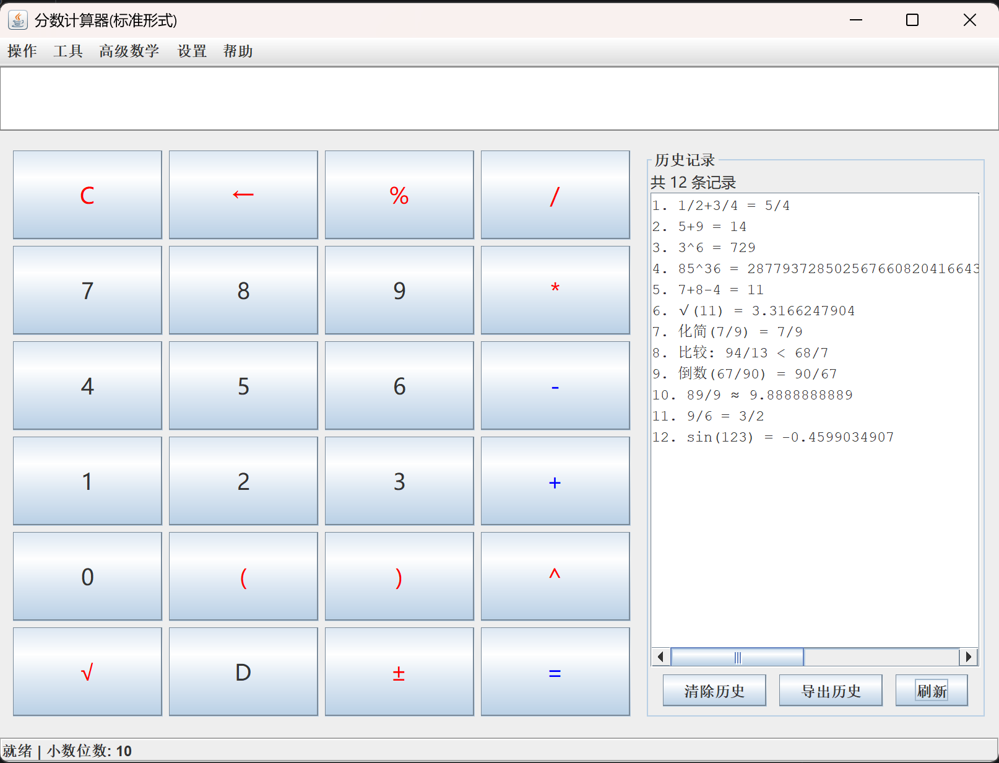 分数计算器(标准形式)
操作 工具 高级数学 设置 帮助
C ← % /
7 8 9 *
4 5 6 -
1 2 3 +
0 ( ) ^
√ D ± =
历史记录
共 12 条记录
1. 1/2+3/4 = 5/4
2. 5+9 = 14
3. 3^6 = 729
4. 85^36 = 287793728502567660820416643
5. 7+8-4 = 11
6. √(11) = 3.3166247904
7. 化简(7/9) = 7/9
8. 比较: 94/13 < 68/7
9. 倒数(67/90) = 90/67
10. 89/9 ≈ 9.8888888889
11. 9/6 = 3/2
12. sin(123) = -0.4599034907
清除历史 导出历史 刷新
就绪 | 小数位数: 10